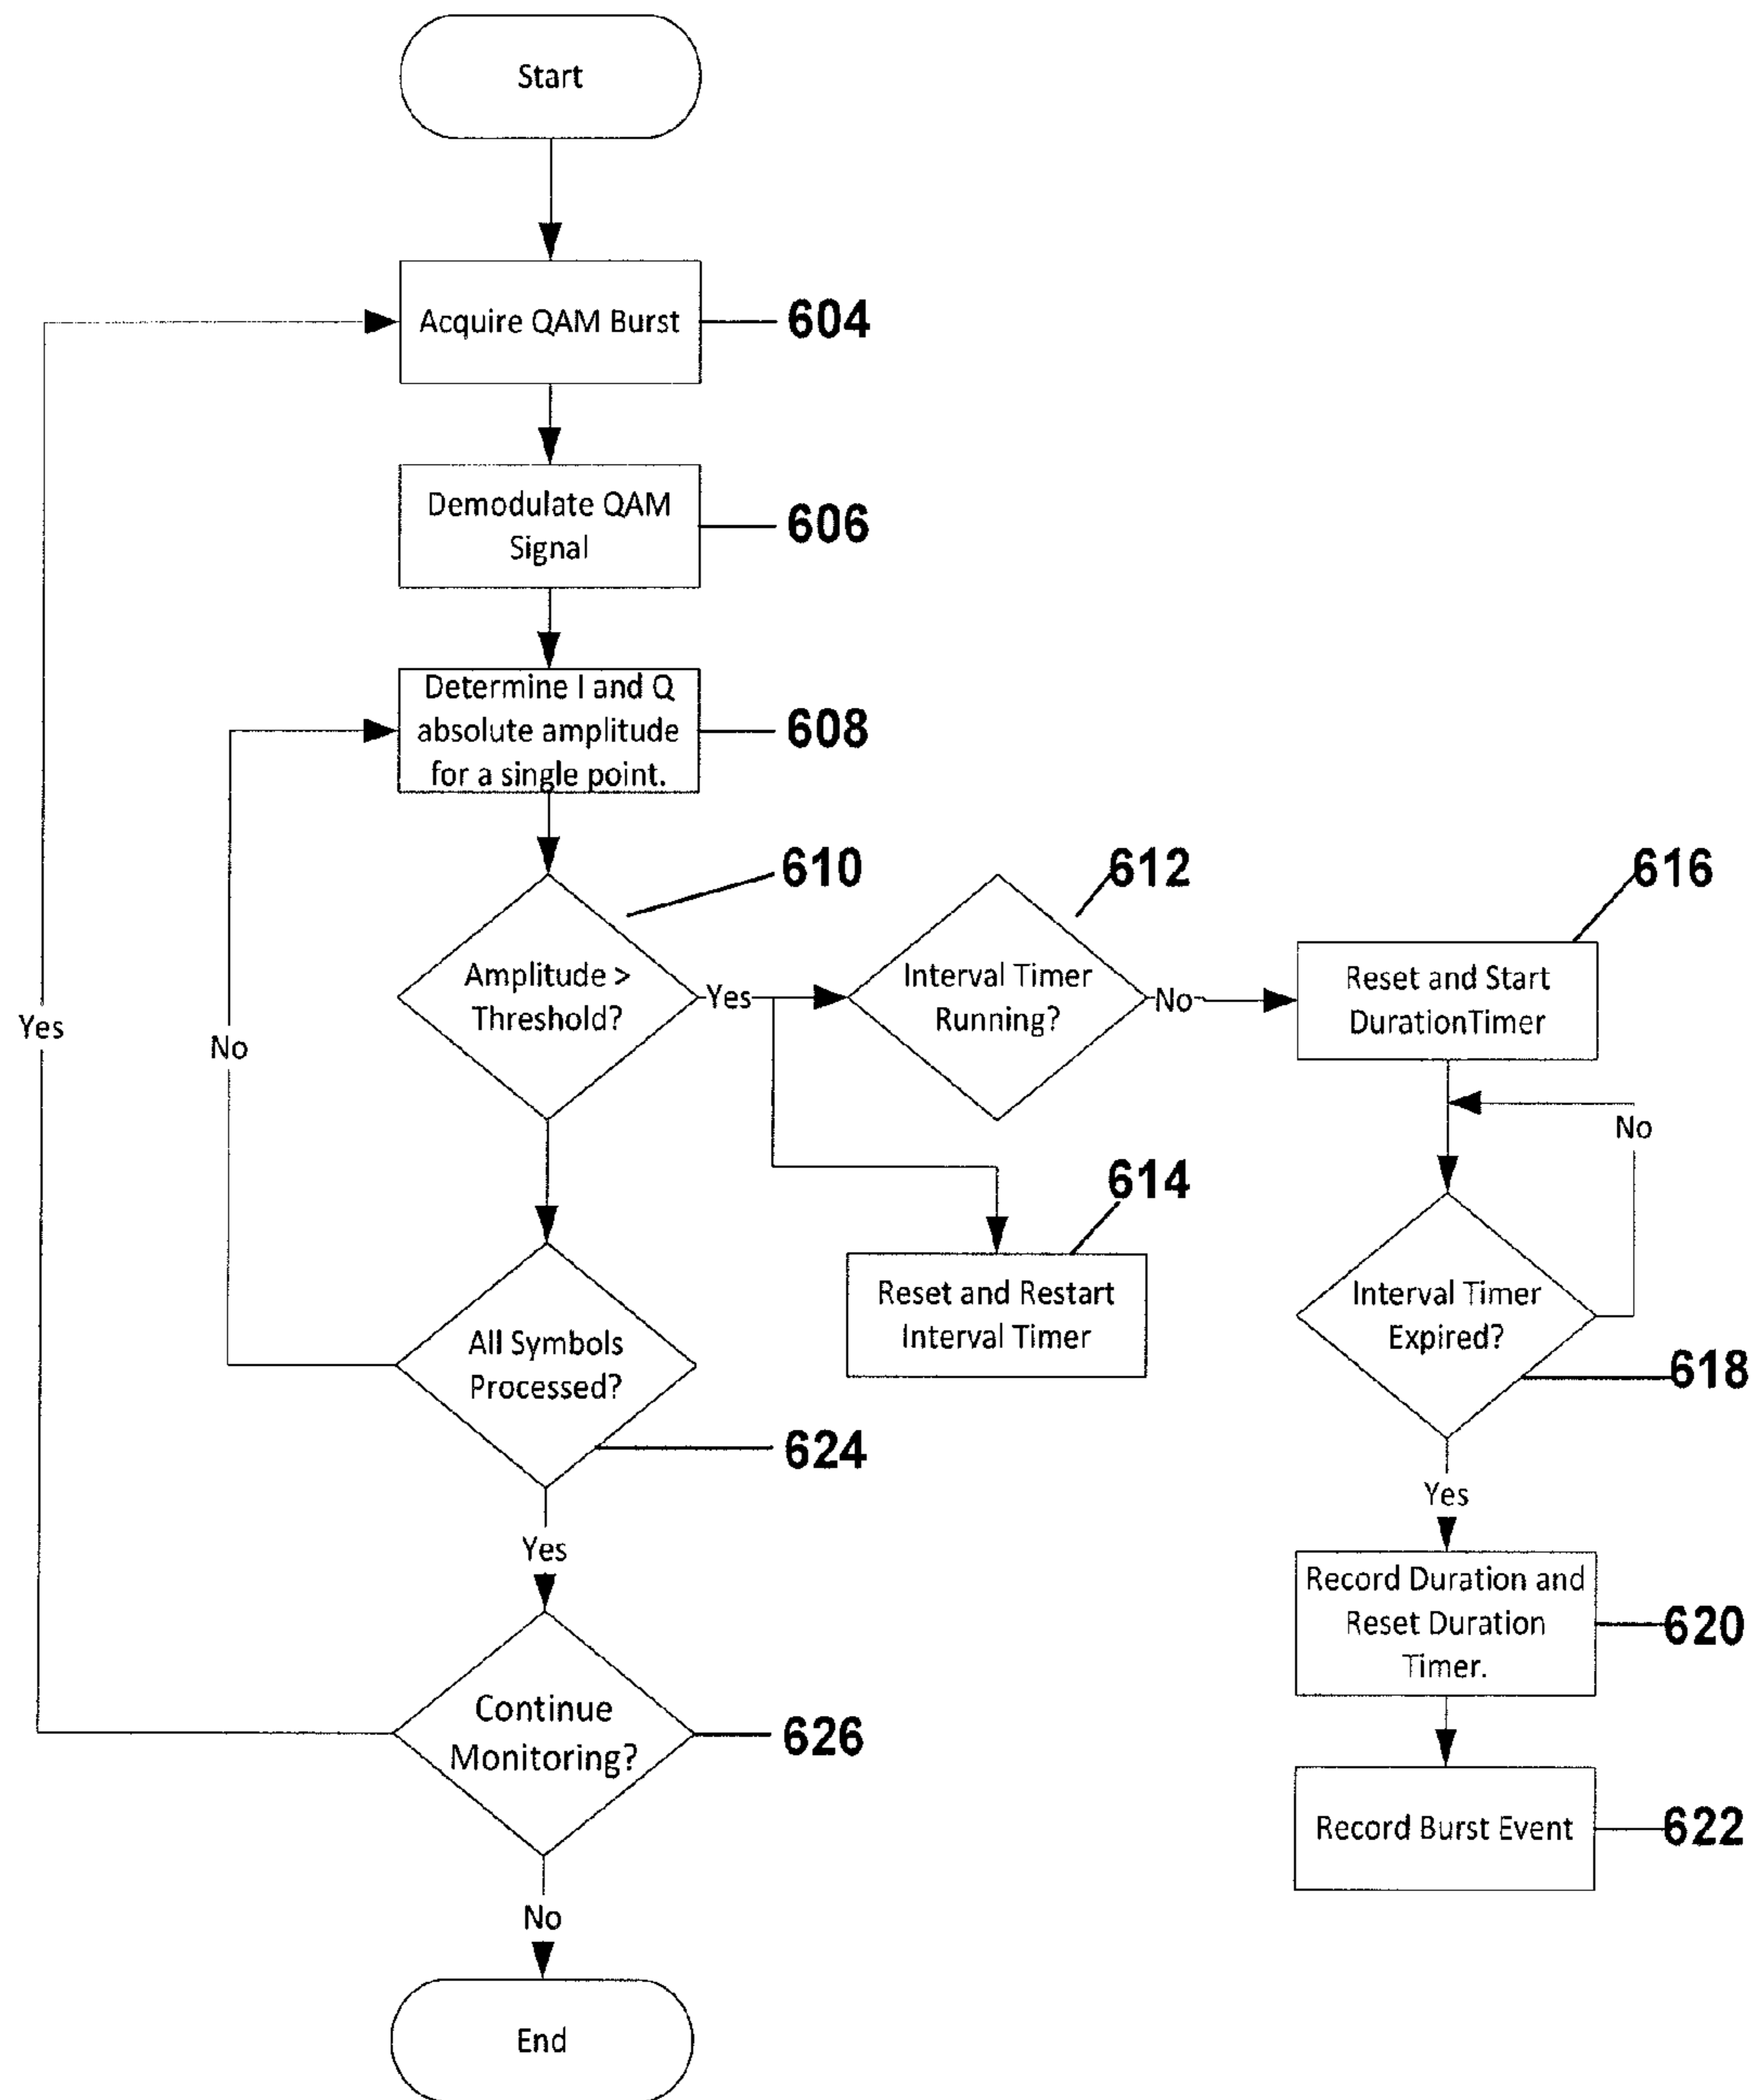 Start
Acquire QAM Burst
604
Demodulate QAM
Signal
606
Determine I and Q
absolute amplitude
for a single point.
608
610
612
616
Amplitude >
Threshold?
Yes
Interval Timer
Running?
No
Reset and Start
DurationTimer
Yes
No
No
614
Reset and Restart
Interval Timer
Interval Timer
Expired?
618
All Symbols
Processed?
624
Yes
Yes
Record Duration and
Reset Duration
Timer.
620
Continue
Monitoring?
626
Record Burst Event
622
No
End